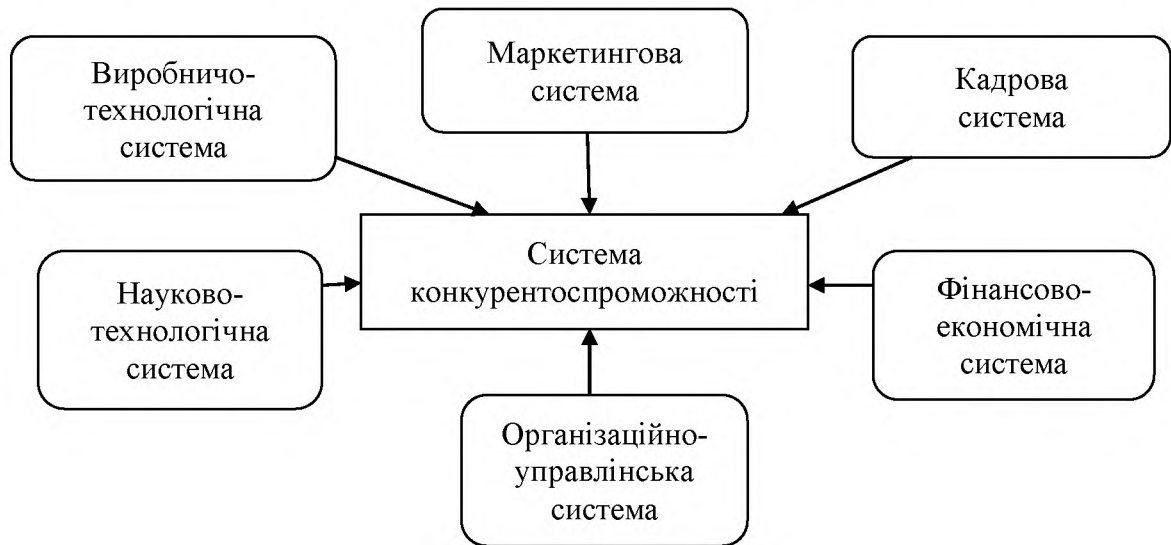 Виробничо-
технологічна
система
Маркетингова
система
Кадрова
система
Система
конкурентоспроможності
Науково-
технологічна
система
Фінансово-
економічна
система
Організаційно-
управлінська
система